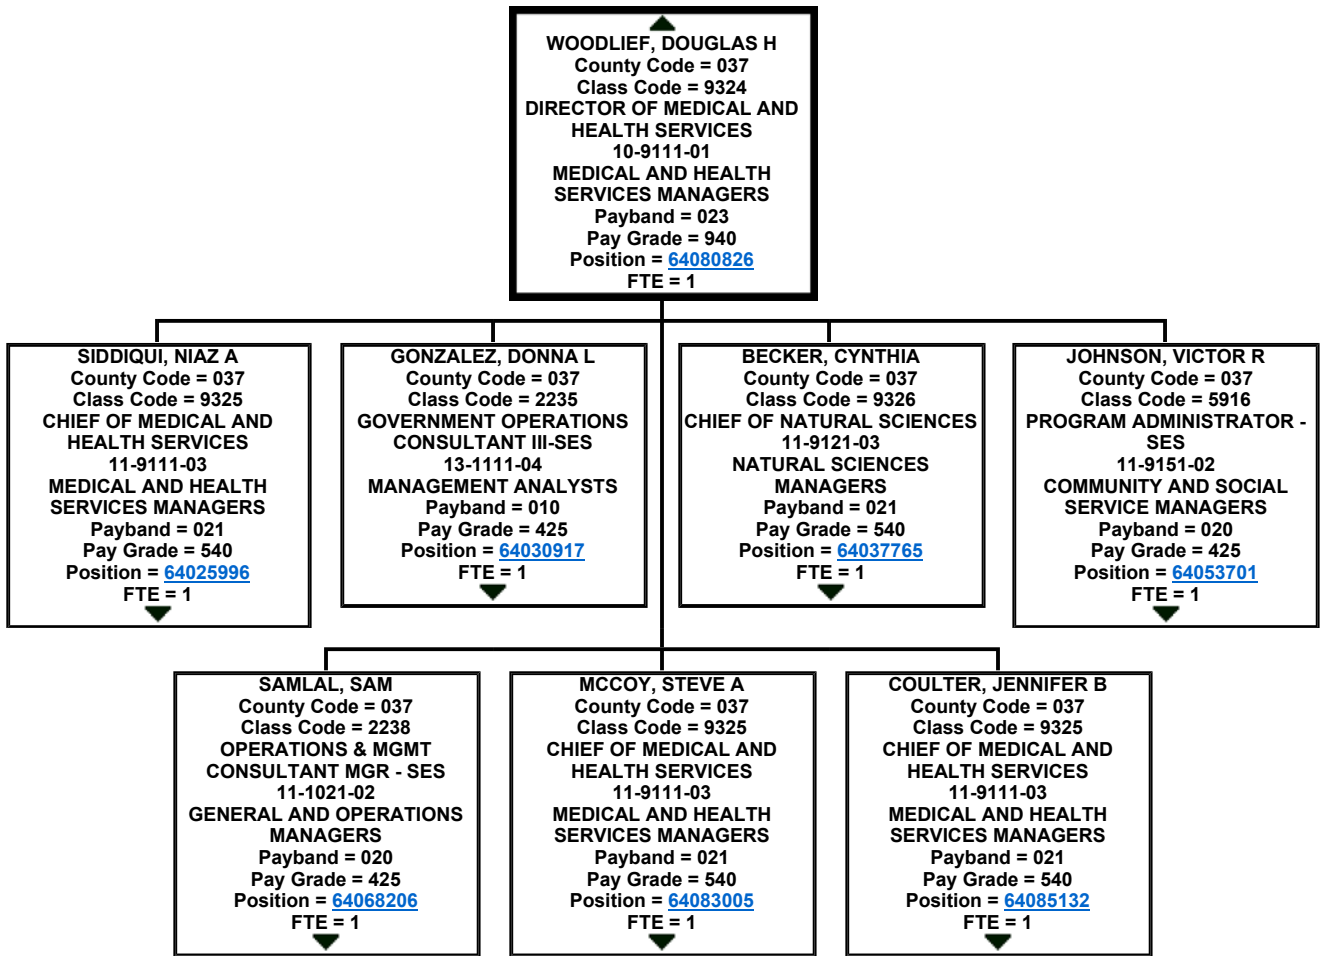 WOODLIEF, DOUGLAS H
County Code = 037
Class Code = 9324
DIRECTOR OF MEDICAL AND
HEALTH SERVICES
10-9111-01
MEDICAL AND HEALTH
SERVICES MANAGERS
Payband = 023
Pay Grade = 940
Position = 64080826
FTE = 1
SIDDIQUI, NIAZ A
County Code = 037
Class Code = 9325
CHIEF OF MEDICAL AND
HEALTH SERVICES
11-9111-03
MEDICAL AND HEALTH
SERVICES MANAGERS
Payband = 021
Pay Grade = 540
Position = 64025996
FTE = 1
GONZALEZ, DONNA L
County Code = 037
Class Code = 2235
GOVERNMENT OPERATIONS
CONSULTANT III-SES
13-1111-04
MANAGEMENT ANALYSTS
Payband = 010
Pay Grade = 425
Position = 64030917
FTE = 1
BECKER, CYNTHIA
County Code = 037
Class Code = 9326
CHIEF OF NATURAL SCIENCES
11-9121-03
NATURAL SCIENCES
MANAGERS
Payband = 021
Pay Grade = 540
Position = 64037765
FTE = 1
JOHNSON, VICTOR R
County Code = 037
Class Code = 5916
PROGRAM ADMINISTRATOR -
SES
11-9151-02
COMMUNITY AND SOCIAL
SERVICE MANAGERS
Payband = 020
Pay Grade = 425
Position = 64053701
FTE = 1
SAMLAL, SAM
County Code = 037
Class Code = 2238
OPERATIONS & MGMT
CONSULTANT MGR - SES
11-1021-02
GENERAL AND OPERATIONS
MANAGERS
Payband = 020
Pay Grade = 425
Position = 64068206
FTE = 1
MCCOY, STEVE A
County Code = 037
Class Code = 9325
CHIEF OF MEDICAL AND
HEALTH SERVICES
11-9111-03
MEDICAL AND HEALTH
SERVICES MANAGERS
Payband = 021
Pay Grade = 540
Position = 64083005
FTE = 1
COULTER, JENNIFER B
County Code = 037
Class Code = 9325
CHIEF OF MEDICAL AND
HEALTH SERVICES
11-9111-03
MEDICAL AND HEALTH
SERVICES MANAGERS
Payband = 021
Pay Grade = 540
Position = 64085132
FTE = 1